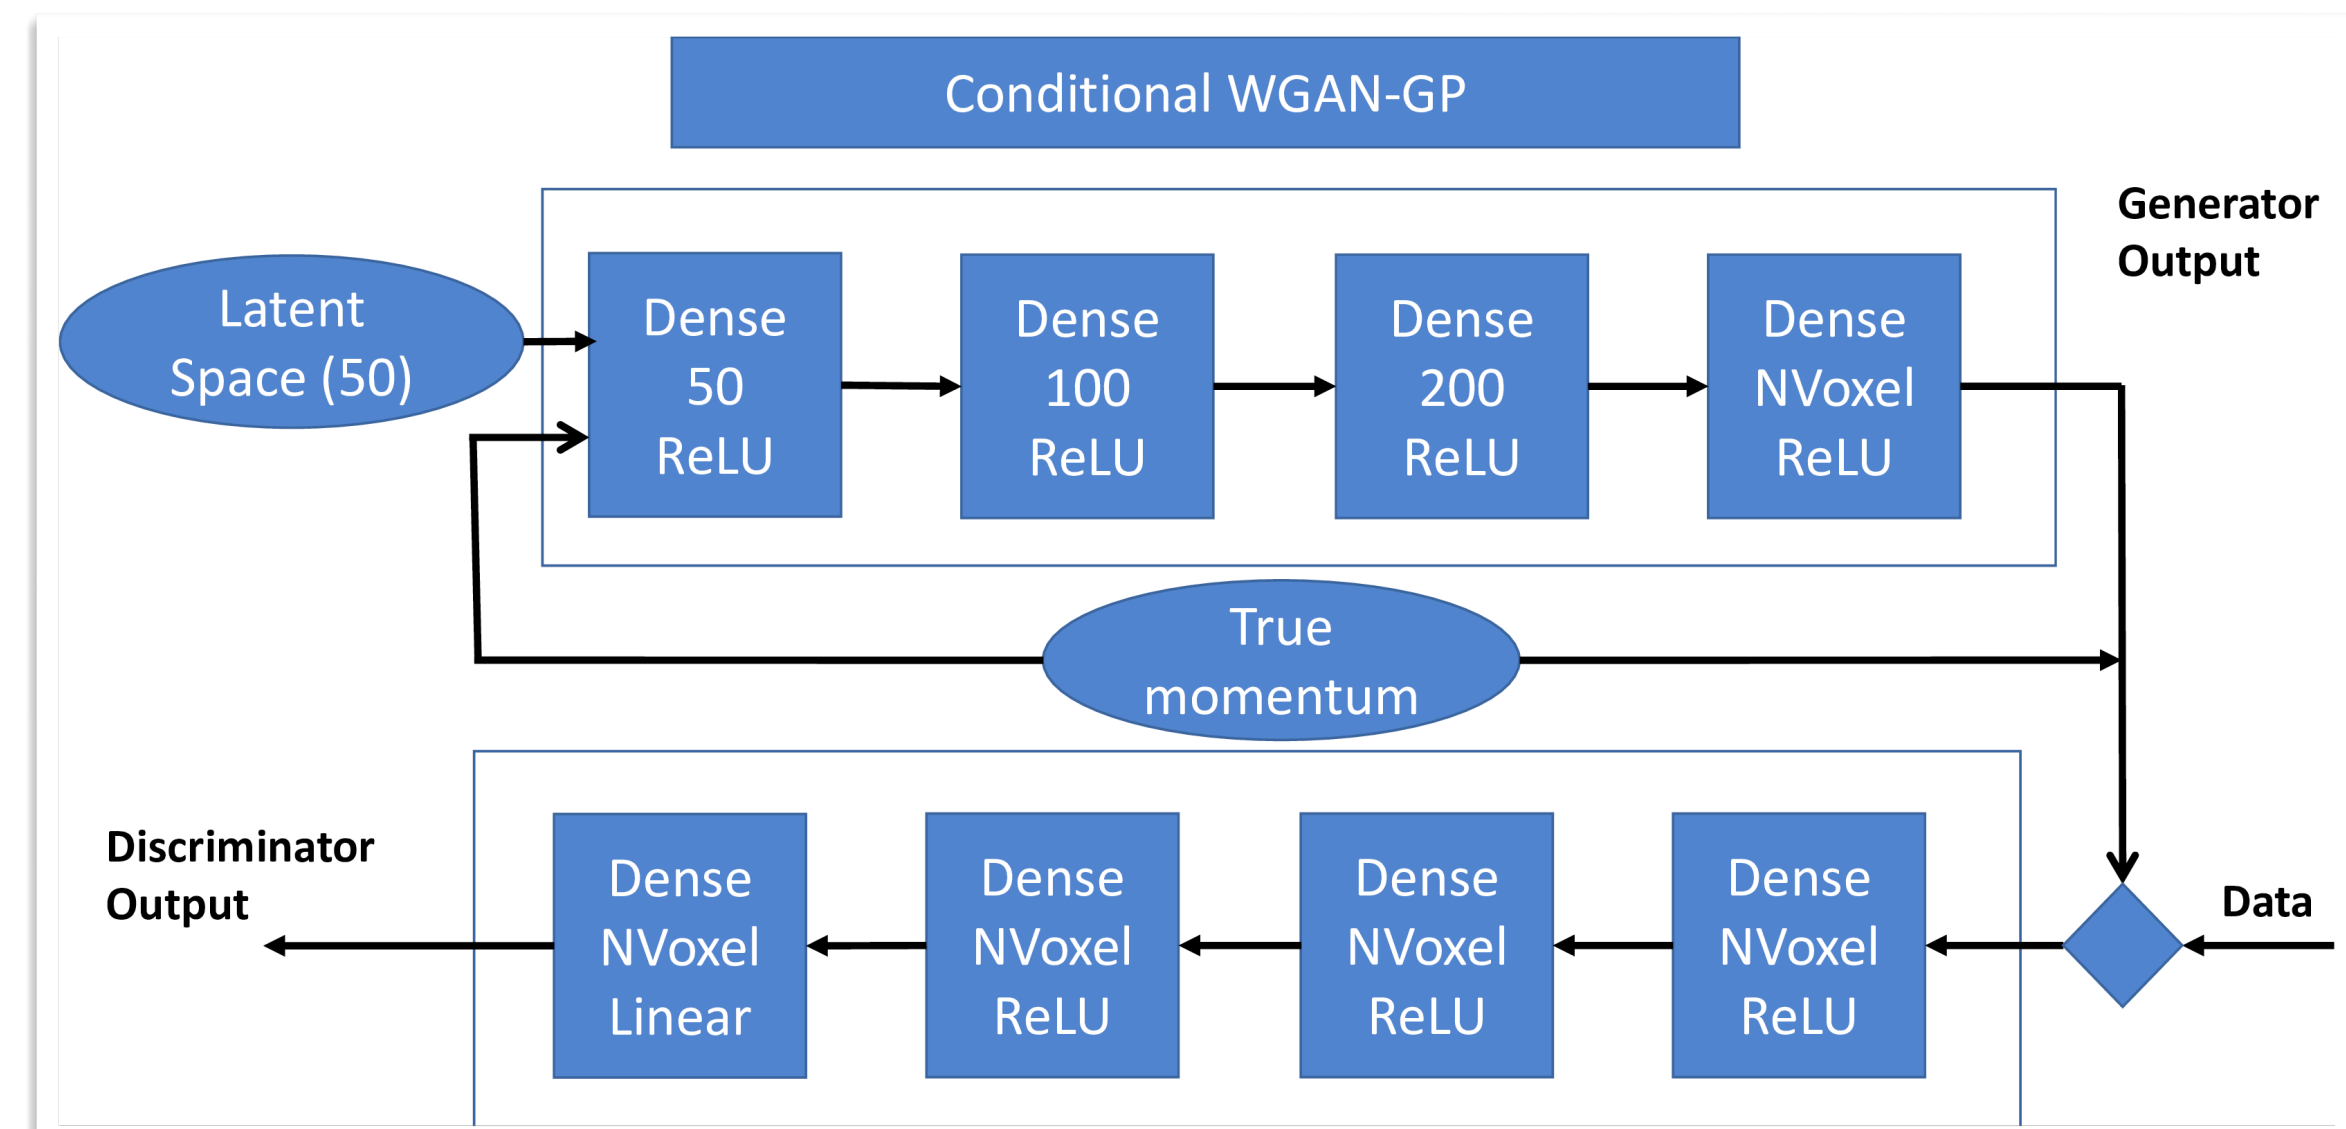 Conditional WGAN-GP
Generator
Output
Latent
Space (50)
Dense
50
ReLU
Dense
100
ReLU
Dense
200
ReLU
Dense
NVoxel
ReLU
True
momentum
Discriminator
Output
Dense
NVoxel
Linear
Dense
NVoxel
ReLU
Dense
NVoxel
ReLU
Dense
NVoxel
ReLU
Data